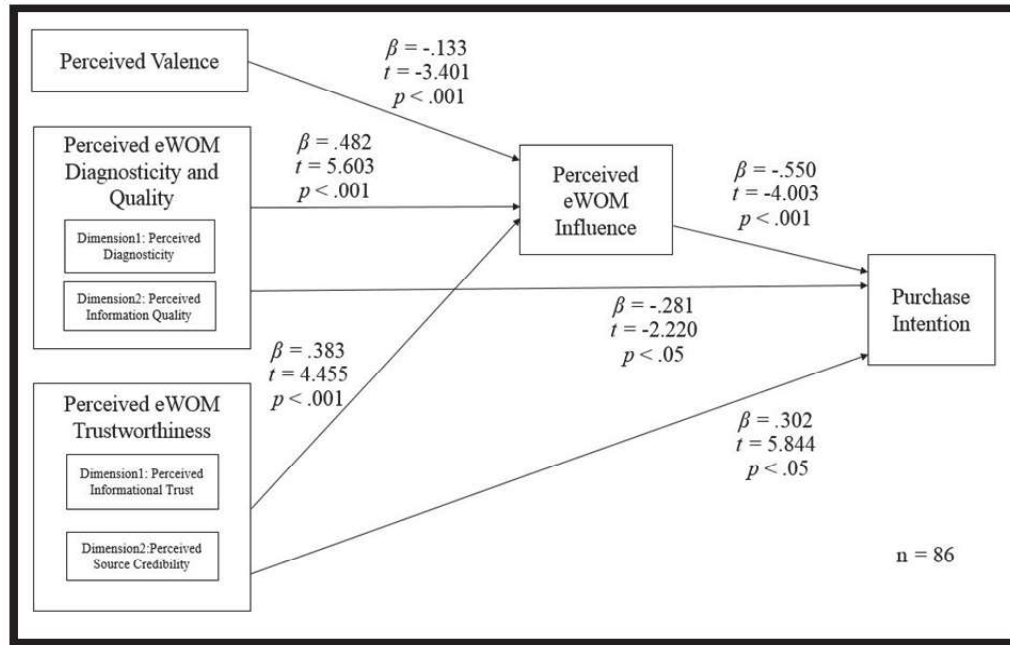 Perceived Valence
β = -.133
t = -3.401
p < .001
Perceived eWOM
Diagnosticity and
Quality
Dimension1: Perceived
Diagnosticity
Dimension2: Perceived
Information Quality
β = .482
t = 5.603
p < .001
Perceived
eWOM
Influence
β = -.550
t = -4.003
p < .001
Purchase
Intention
β = -.281
t = -2.220
p < .05
β = .383
t = 4.455
p < .001
Perceived eWOM
Trustworthiness
Dimension1: Perceived
Informational Trust
Dimension2:Perceived
Source Credibility
β = .302
t = 5.844
p < .05
n = 86